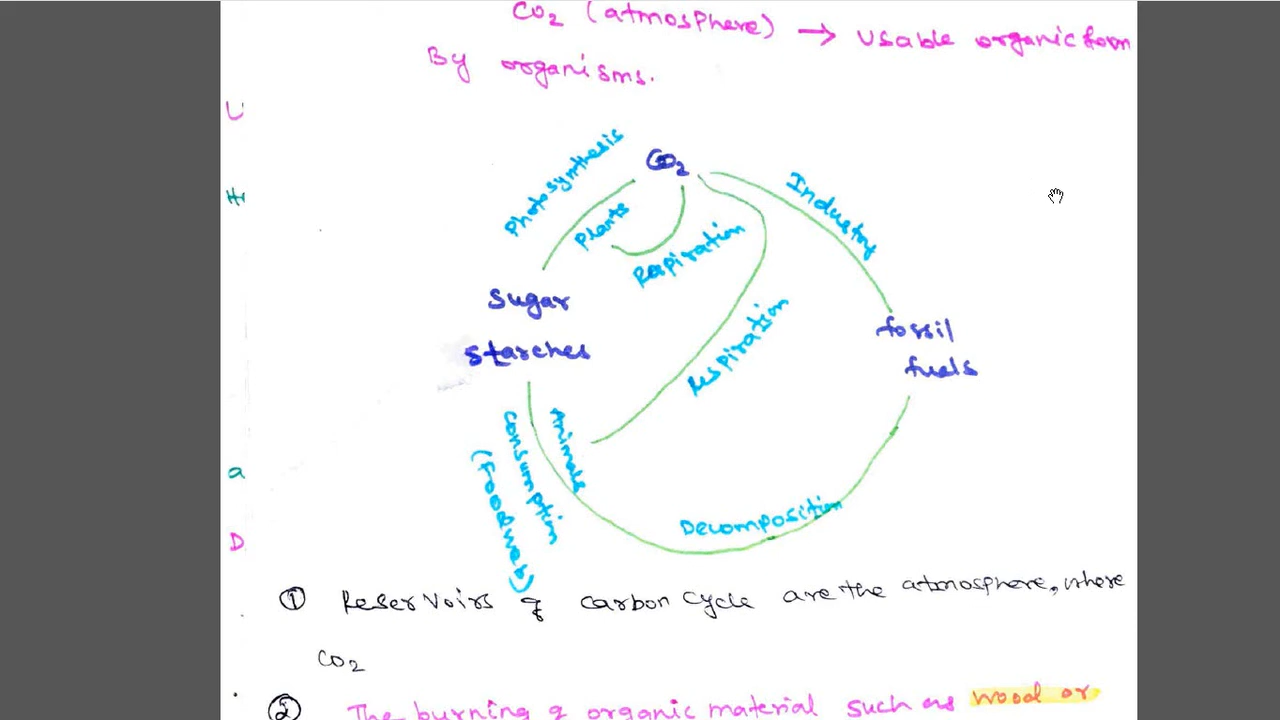 CO2 (atmosphere) → usable organic form
By organisms.
U
Photosynthesis
CO2
H
Industry
Plants
Respiration
Sugar
starches
fossil
fuels
Respiration
Animals
consumption
(FOOD Web)
a
Decomposition
D
① Reservoirs of carbon cycle are the atmosphere, where
CO2
② The burning of organic material such as wood or